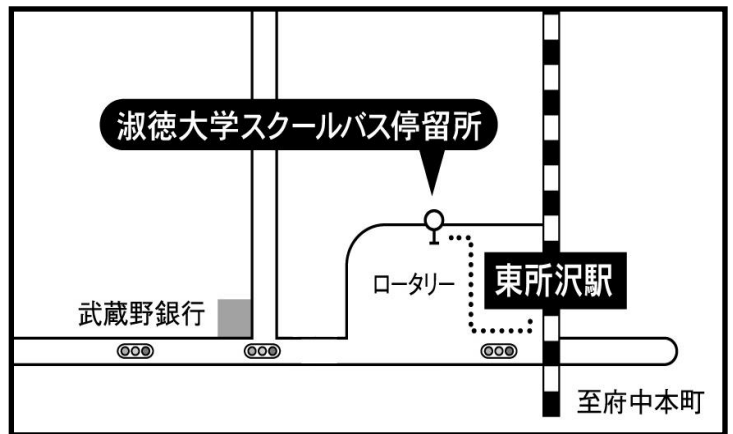 淑徳大学スクールバス停留所
ロータリー
東所沢駅
武蔵野銀行
至府中本町